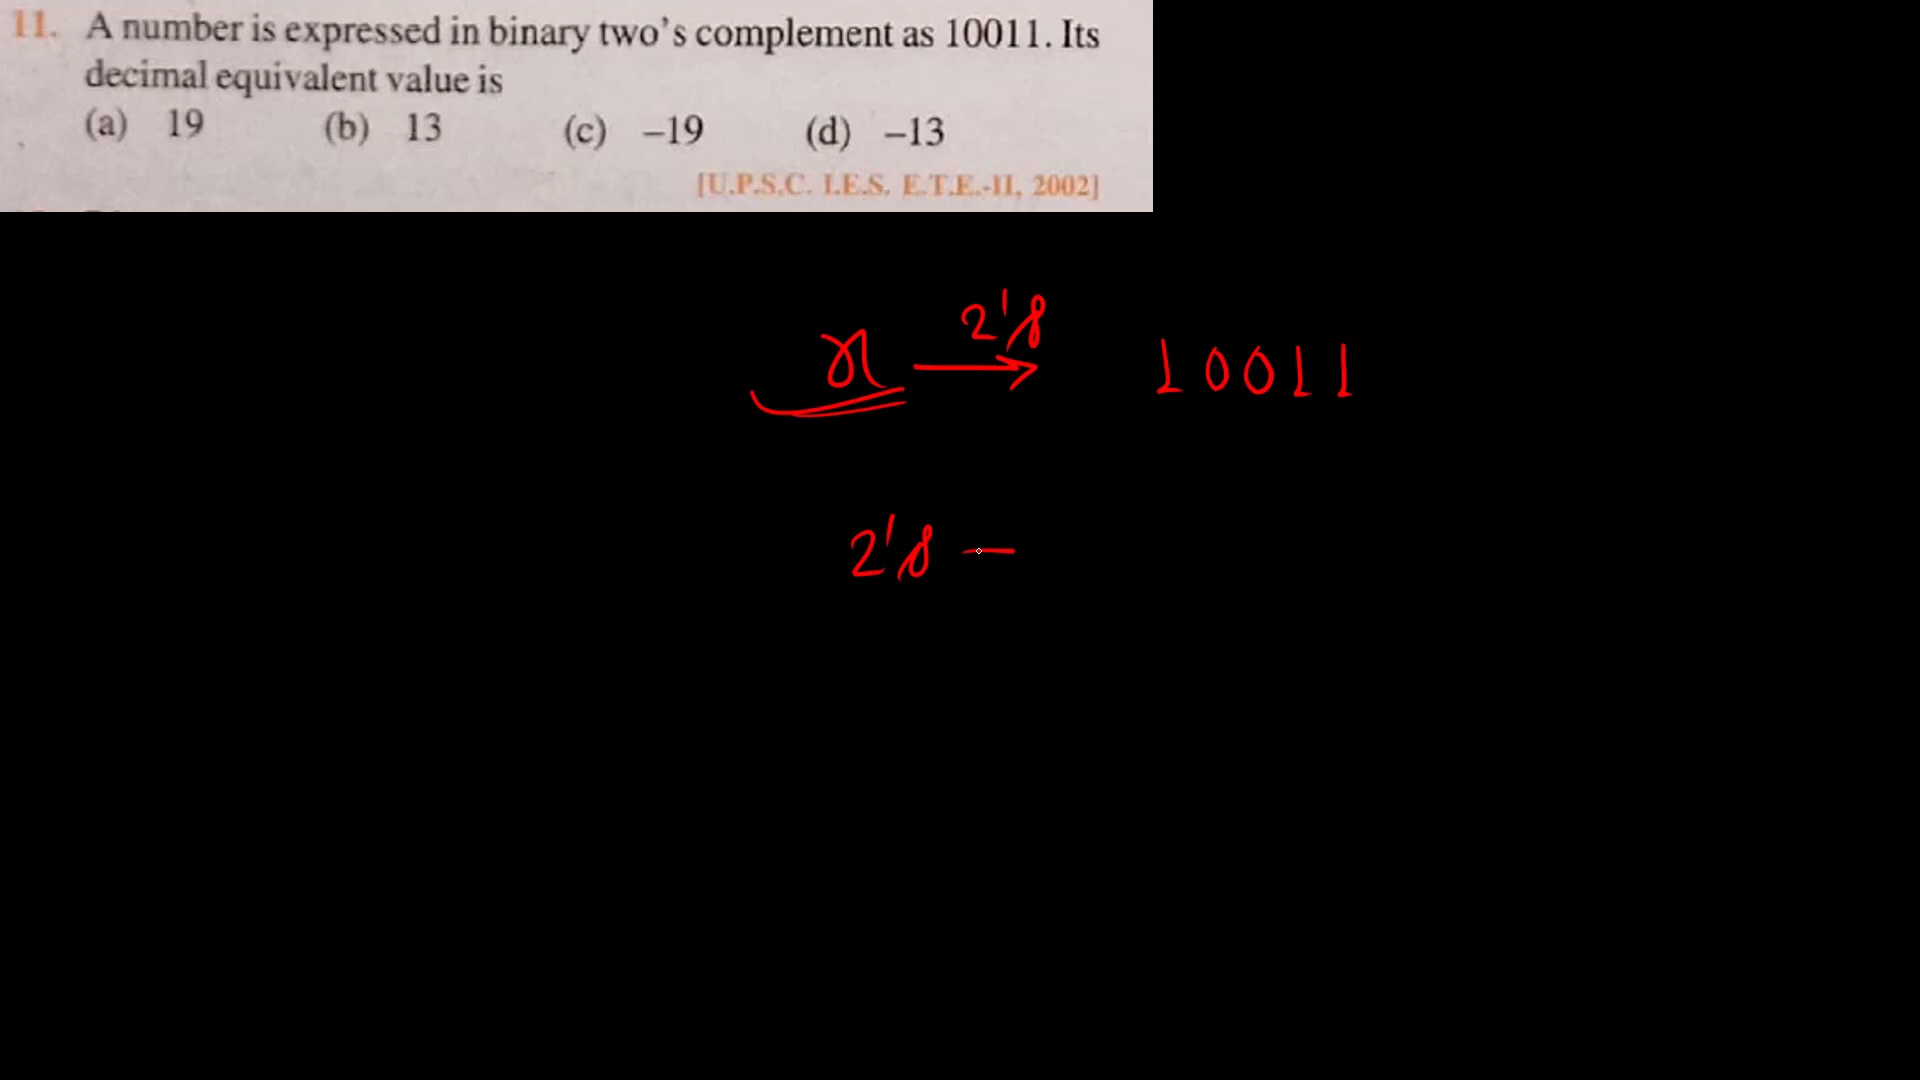 11. A number is expressed in binary two's complement as 10011. Its
decimal equivalent value is
(a) 19 (b) 13 (c) –19 (d) –13
[U.P.S.C. I.E.S. E.T.E.-II, 2002]
x 2's 10011
2's –